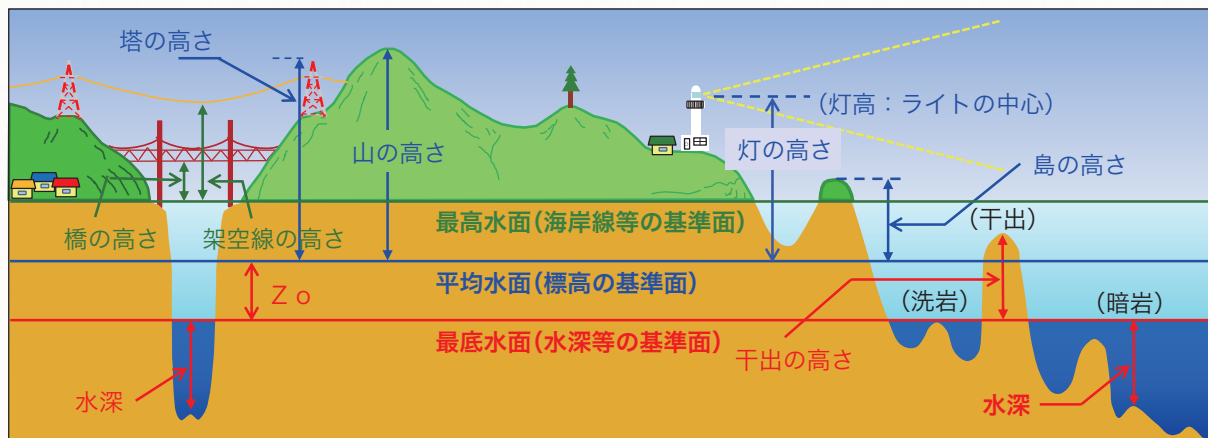 塔の高さ
(灯高：ライトの中心)
山の高さ
灯の高さ
島の高さ
橋の高さ
架空線の高さ
最高水面(海岸線等の基準面)
(干出)
Ｚｏ
平均水面(標高の基準面)
(洗岩)
(暗岩)
最底水面(水深等の基準面)
干出の高さ
水深
水深